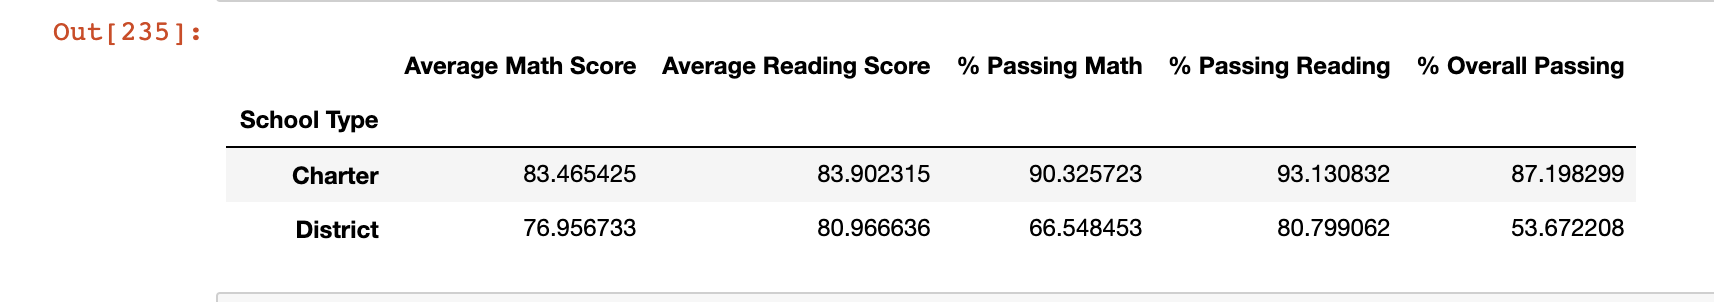 Out[235]:
Average Math Score Average Reading Score % Passing Math % Passing Reading % Overall Passing
School Type
Charter 83.465425 83.902315 90.325723 93.130832 87.198299
District 76.956733 80.966636 66.548453 80.799062 53.672208